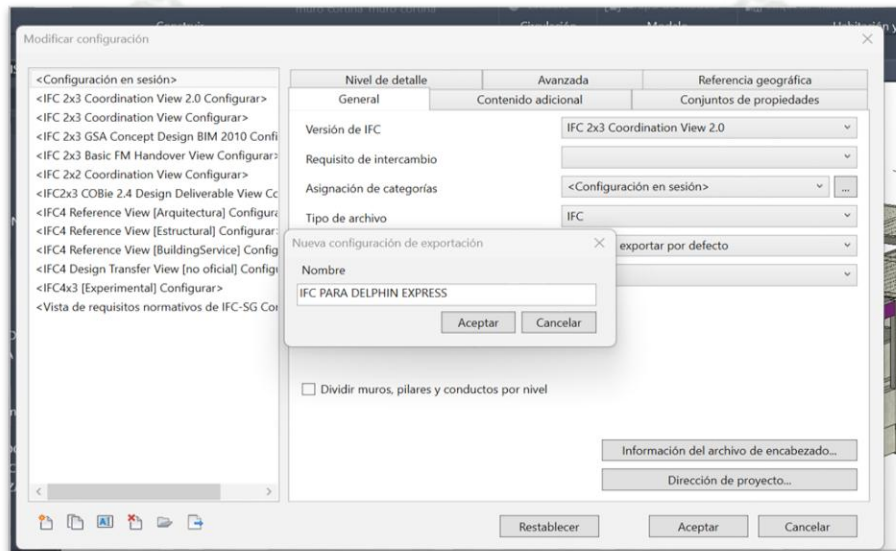 Modificar configuración
<Configuración en sesión>
<IFC 2x3 Coordination View 2.0 Configurar>
<IFC 2x3 Coordination View Configurar>
<IFC 2x3 GSA Concept Design BIM 2010 Confi
<IFC 2x3 Basic FM Handover View Configurar>
<IFC 2x2 Coordination View Configurar>
<IFC2x3 COBie 2.4 Design Deliverable View Co
<IFC4 Reference View [Arquitectura] Configura
<IFC4 Reference View [Estructural] Configurar>
<IFC4 Reference View [BuildingService] Config
<IFC4 Design Transfer View [no oficial] Configu
<IFC4x3 [Experimental] Configurar>
<Vista de requisitos normativos de IFC-SG Con
Nivel de detalle
Avanzada
Referencia geográfica
General
Contenido adicional
Conjuntos de propiedades
Versión de IFC
IFC 2x3 Coordination View 2.0
Requisito de intercambio
Asignación de categorías
<Configuración en sesión>
...
Tipo de archivo
IFC
exportar por defecto
Nueva configuración de exportación
Nombre
IFC PARA DELPHIN EXPRESS
Aceptar
Cancelar
Dividir muros, pilares y conductos por nivel
Información del archivo de encabezado...
Dirección de proyecto...
Restablecer
Aceptar
Cancelar